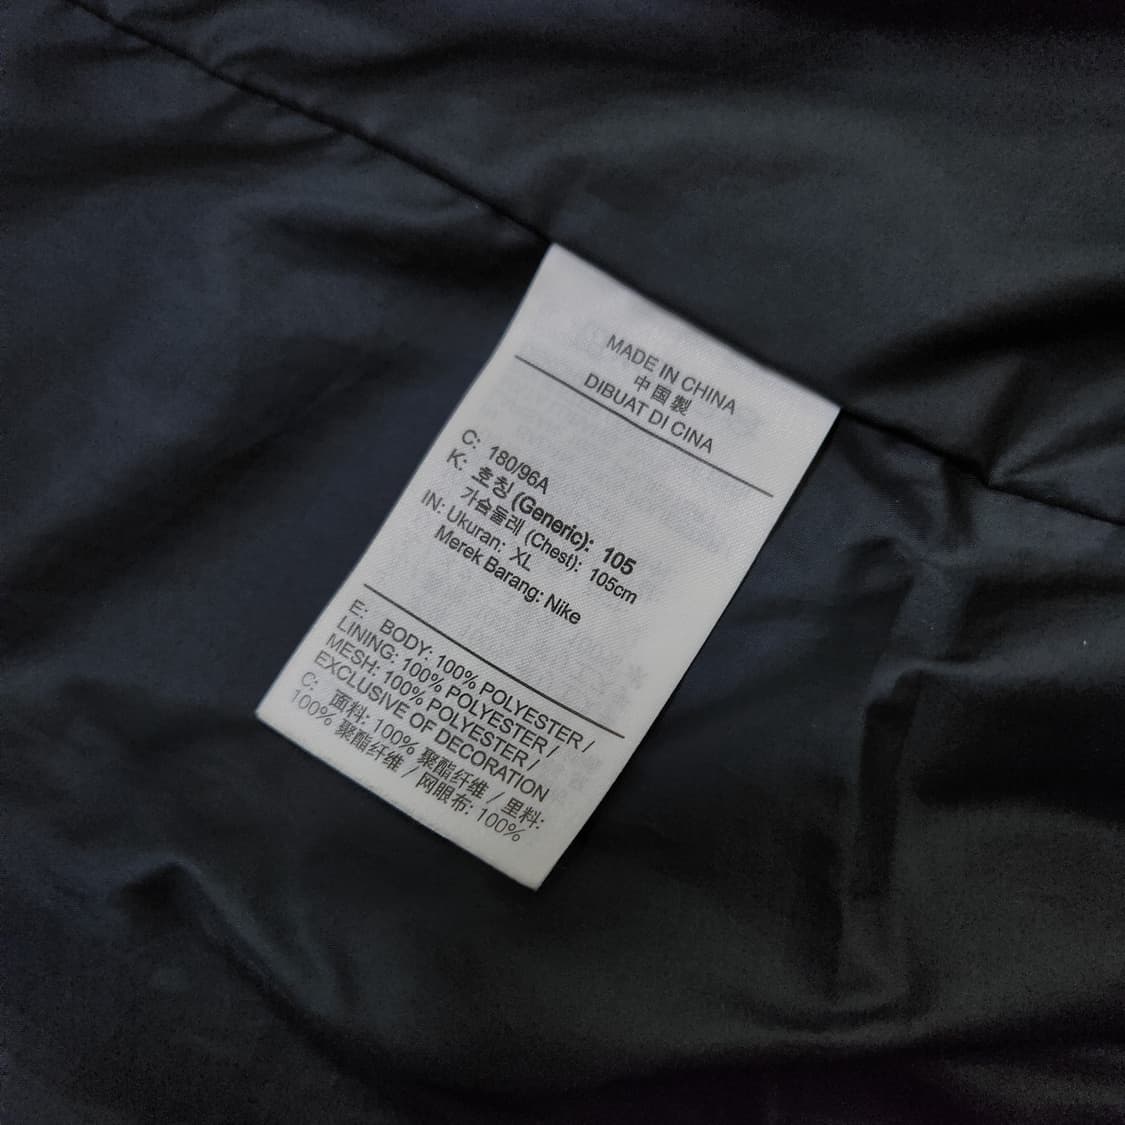 MADE IN CHINA
中国製
DIBUAT DI CINA
C: 180/96A
K: 호칭 (Generic): 105
가슴둘레 (Chest): 105cm
IN: Ukuran: XL
Merek Barang: Nike
E: BODY: 100% POLYESTER /
LINING: 100% POLYESTER /
MESH: 100% POLYESTER /
EXCLUSIVE OF DECORATION
C: 面料: 100% 聚酯纤维 / 里料:
100% 聚酯纤维 / 网眼布: 100%